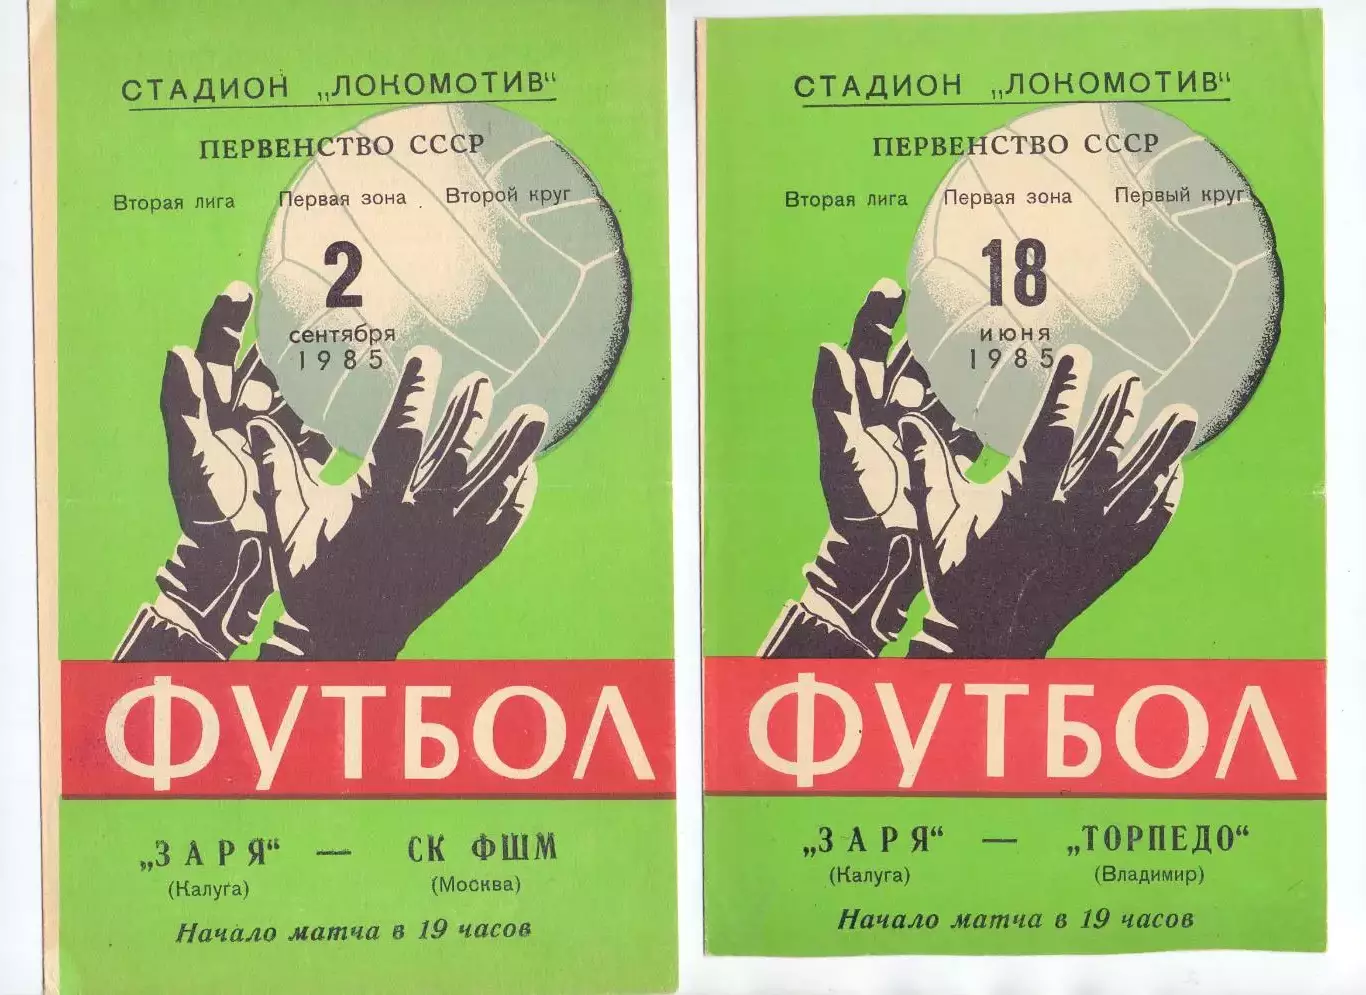 СТАДИОН „ЛОКОМОТИВ“
ПЕРВЕНСТВО СССР
Вторая лига Первая зона Второй круг
2
сентября
1985
ФУТБОЛ
„ЗАРЯ“ — СК ФШМ
(Калуга) (Москва)
Начало матча в 19 часов
СТАДИОН „ЛОКОМОТИВ“
ПЕРВЕНСТВО СССР
Вторая лига Первая зона Первый круг
18
июня
1985
ФУТБОЛ
„ЗАРЯ“ — „ТОРПЕДО“
(Калуга) (Владимир)
Начало матча в 19 часов